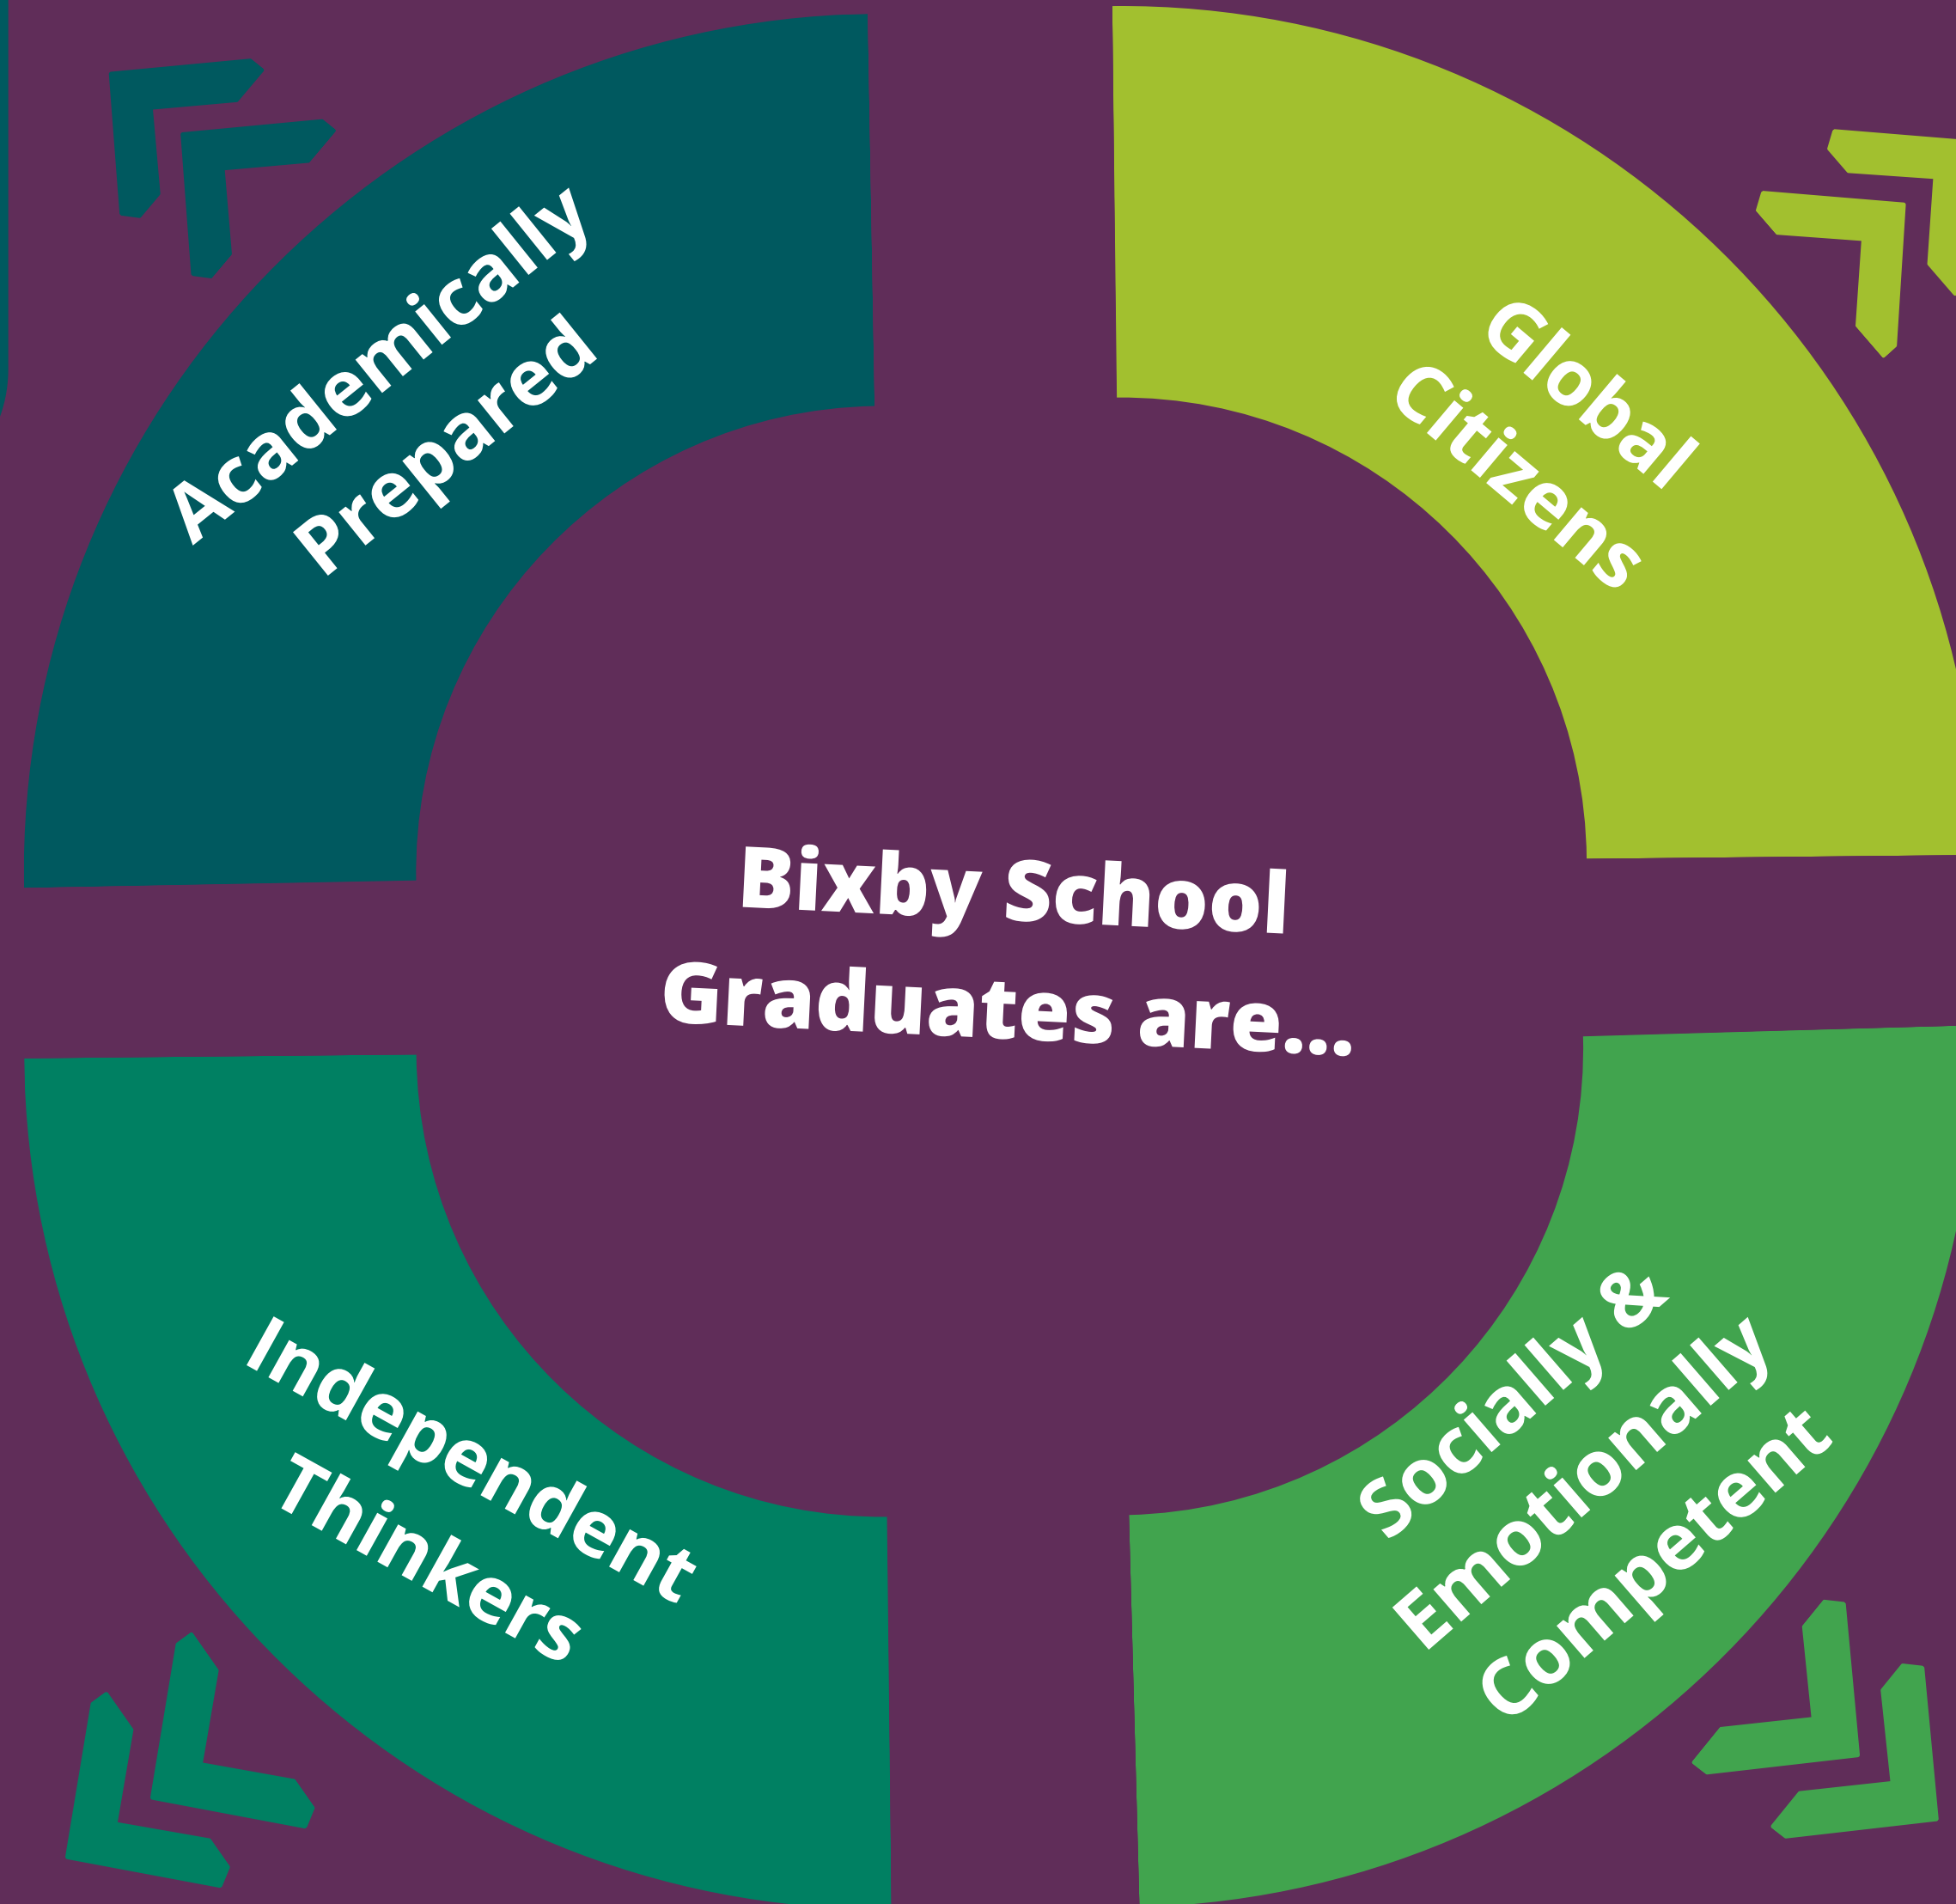 Academically
Prepared
Global
Citizens
Bixby School
Graduates are...
Independent
Thinkers
Socially &
Emotionally
Competent